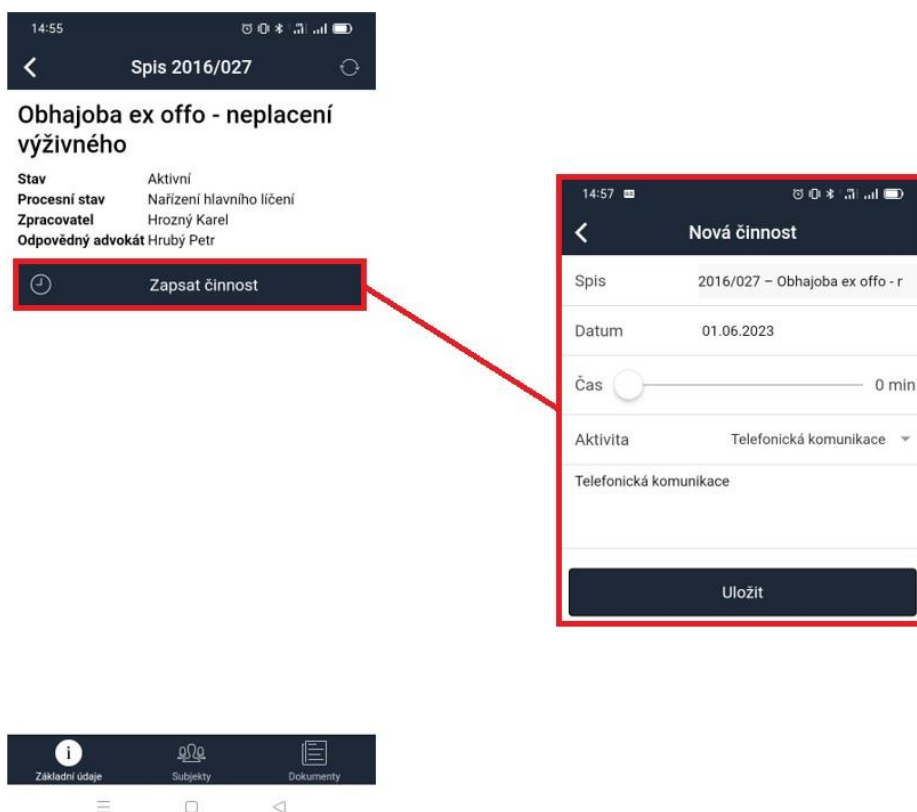 14:55
Spis 2016/027
Obhajoba ex offo - neplacení
výživného
Stav Aktivní
Procesní stav Nařízení hlavního líčení
Zpracovatel Hrozný Karel
Odpovědný advokát Hrubý Petr
Zapsat činnost
Základní údaje Subjekty Dokumenty
14:57
Nová činnost
Spis 2016/027 – Obhajoba ex offo - r
Datum 01.06.2023
Čas 0 min
Aktivita Telefonická komunikace
Telefonická komunikace
Uložit